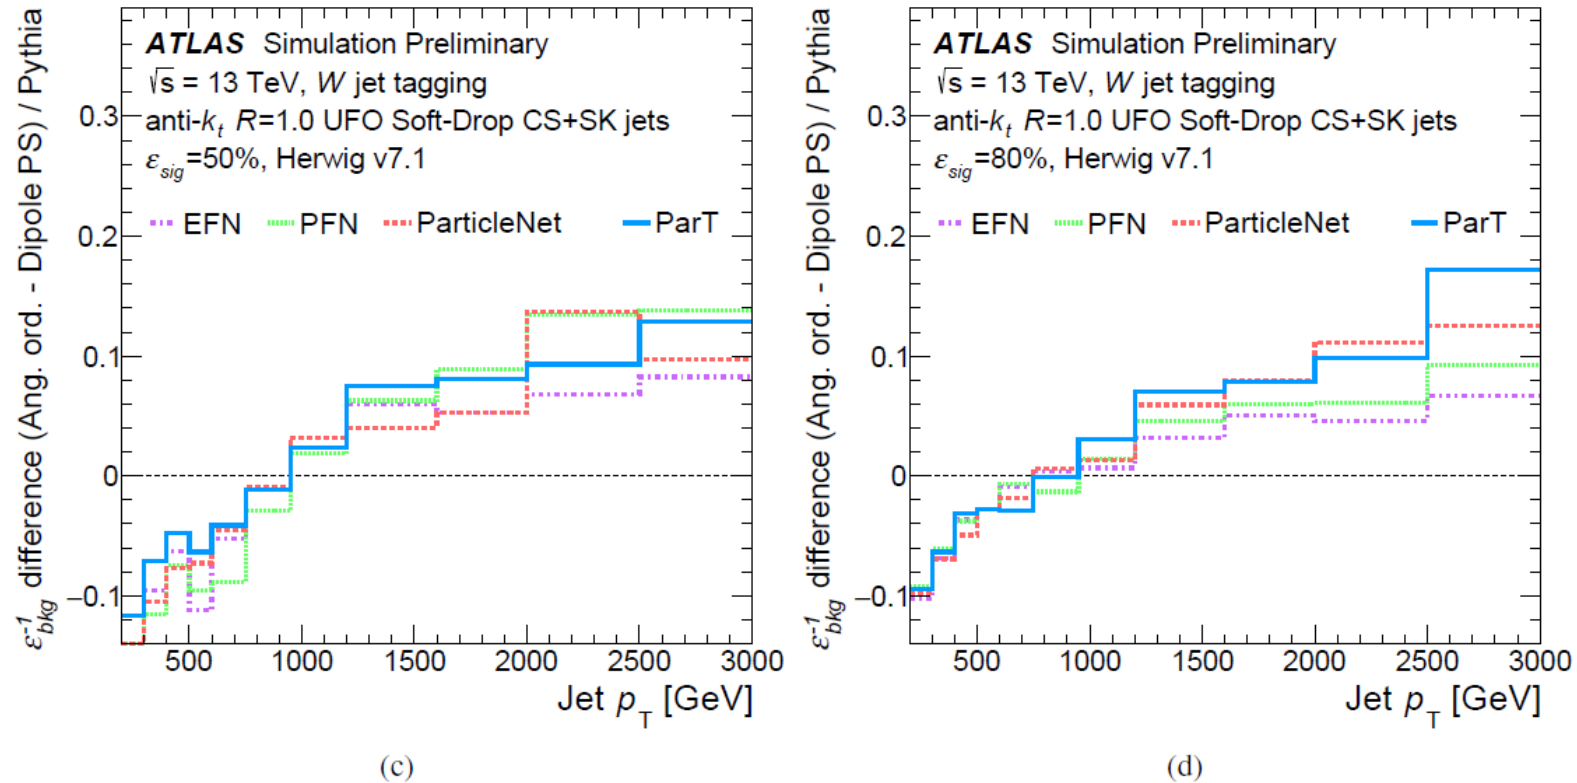 ε⁻¹bkg difference (Ang. ord. - Dipole PS) / Pythia
ATLAS Simulation Preliminary
√s = 13 TeV, W jet tagging
anti-kt R=1.0 UFO Soft-Drop CS+SK jets
εsig=50%, Herwig v7.1
EFN PFN ParticleNet ParT
0.3
0.2
0.1
0
−0.1
500 1000 1500 2000 2500 3000
Jet pT [GeV]
(c)
ε⁻¹bkg difference (Ang. ord. - Dipole PS) / Pythia
ATLAS Simulation Preliminary
√s = 13 TeV, W jet tagging
anti-kt R=1.0 UFO Soft-Drop CS+SK jets
εsig=80%, Herwig v7.1
EFN PFN ParticleNet ParT
0.3
0.2
0.1
0
−0.1
500 1000 1500 2000 2500 3000
Jet pT [GeV]
(d)